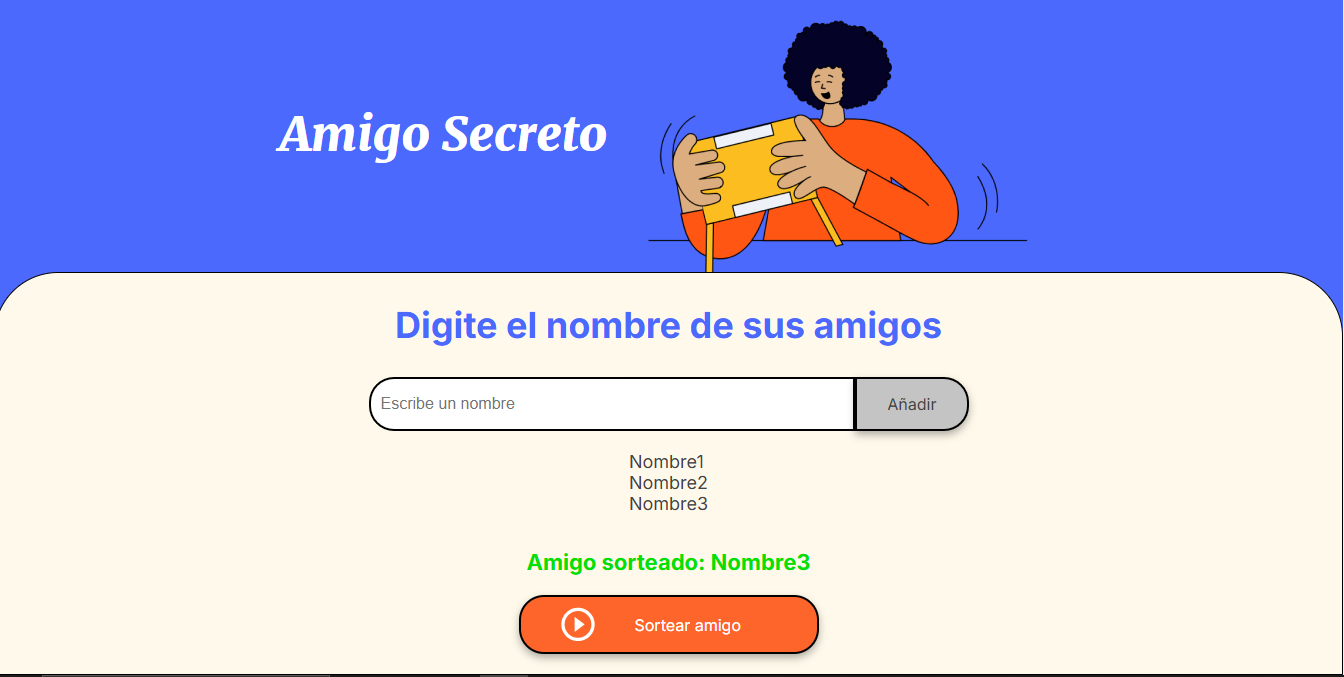 Amigo Secreto
Digite el nombre de sus amigos
Escribe un nombre
Añadir
Nombre1
Nombre2
Nombre3
Amigo sorteado: Nombre3
Sortear amigo